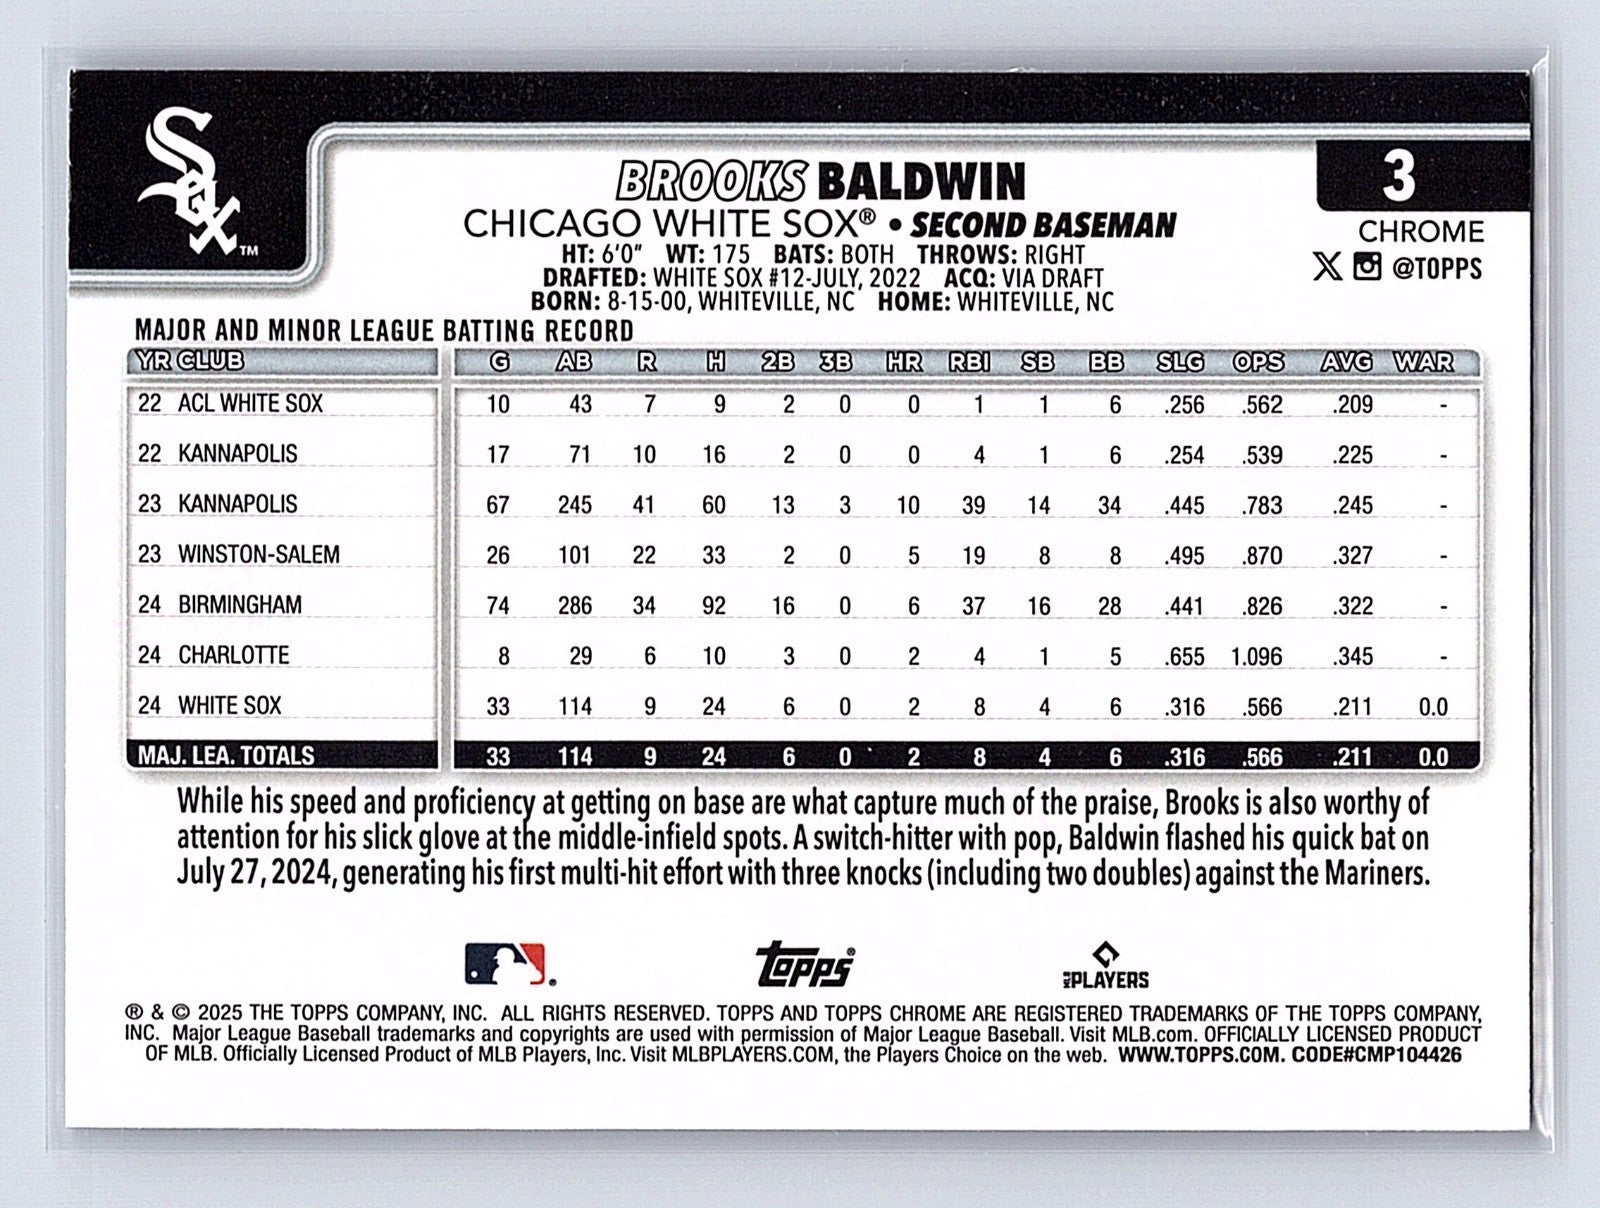 Sox™
3
BROOKS BALDWIN
CHICAGO WHITE SOX® • SECOND BASEMAN
CHROME
HT: 6'0" WT: 175 BATS: BOTH THROWS: RIGHT
@TOPPS
DRAFTED: WHITE SOX #12-JULY, 2022 ACQ: VIA DRAFT
BORN: 8-15-00, WHITEVILLE, NC HOME: WHITEVILLE, NC
MAJOR AND MINOR LEAGUE BATTING RECORD
YR CLUB G AB R H 2B 3B HR RBI SB BB SLG OPS AVG WAR
22 ACL WHITE SOX 10 43 7 9 2 0 0 1 1 6 .256 .562 .209 -
22 KANNAPOLIS 17 71 10 16 2 0 0 4 1 6 .254 .539 .225 -
23 KANNAPOLIS 67 245 41 60 13 3 10 39 14 34 .445 .783 .245 -
23 WINSTON-SALEM 26 101 22 33 2 0 5 19 8 8 .495 .870 .327 -
24 BIRMINGHAM 74 286 34 92 16 0 6 37 16 28 .441 .826 .322 -
24 CHARLOTTE 8 29 6 10 3 0 2 4 1 5 .655 1.096 .345 -
24 WHITE SOX 33 114 9 24 6 0 2 8 4 6 .316 .566 .211 0.0
MAJ. LEA. TOTALS 33 114 9 24 6 0 2 8 4 6 .316 .566 .211 0.0
While his speed and proficiency at getting on base are what capture much of the praise, Brooks is also worthy of
attention for his slick glove at the middle-infield spots. A switch-hitter with pop, Baldwin flashed his quick bat on
July 27, 2024, generating his first multi-hit effort with three knocks (including two doubles) against the Mariners.
topps® MLB PLAYERS
® & © 2025 THE TOPPS COMPANY, INC. ALL RIGHTS RESERVED. TOPPS AND TOPPS CHROME ARE REGISTERED TRADEMARKS OF THE TOPPS COMPANY,
INC. Major League Baseball trademarks and copyrights are used with permission of Major League Baseball. Visit MLB.com. OFFICIALLY LICENSED PRODUCT
OF MLB. Officially Licensed Product of MLB Players, Inc. Visit MLBPLAYERS.COM, the Players Choice on the web. WWW.TOPPS.COM. CODE#CMP104426